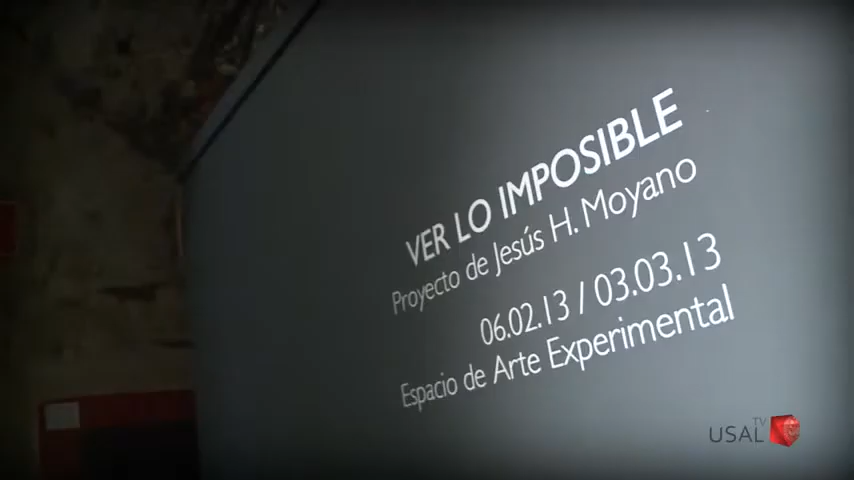 VER LO IMPOSIBLE
Proyecto de Jesús H. Moyano
06.02.13 / 03.03.13
Espacio de Arte Experimental
USAL TV